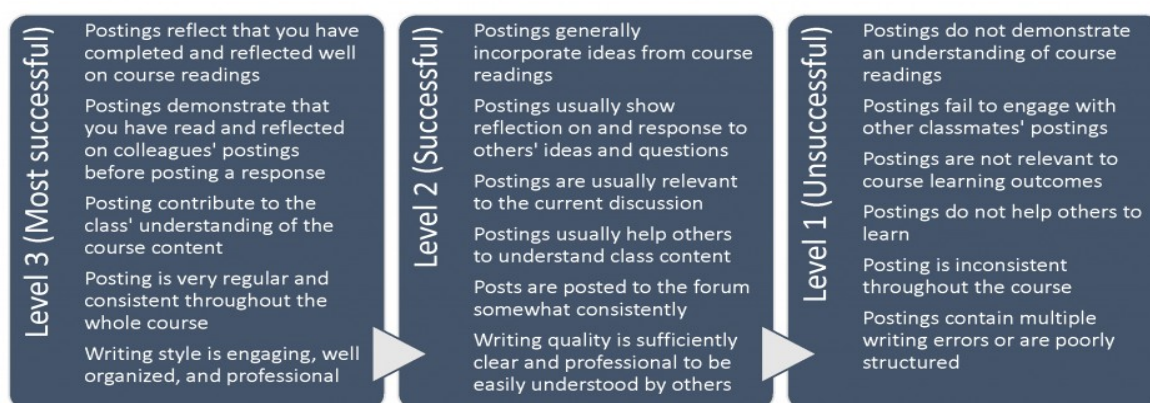 Level 3 (Most successful)
Postings reflect that you have
completed and reflected well
on course readings
Postings demonstrate that
you have read and reflected
on colleagues' postings
before posting a response
Posting contribute to the
class' understanding of the
course content
Posting is very regular and
consistent throughout the
whole course
Writing style is engaging, well
organized, and professional
Level 2 (Successful)
Postings generally
incorporate ideas from course
readings
Postings usually show
reflection on and response to
others' ideas and questions
Postings are usually relevant
to the current discussion
Postings usually help others
to understand class content
Posts are posted to the forum
somewhat consistently
Writing quality is sufficiently
clear and professional to be
easily understood by others
Level 1 (Unsuccessful)
Postings do not demonstrate
an understanding of course
readings
Postings fail to engage with
other classmates' postings
Postings are not relevant to
course learning outcomes
Postings do not help others to
learn
Posting is inconsistent
throughout the course
Postings contain multiple
writing errors or are poorly
structured